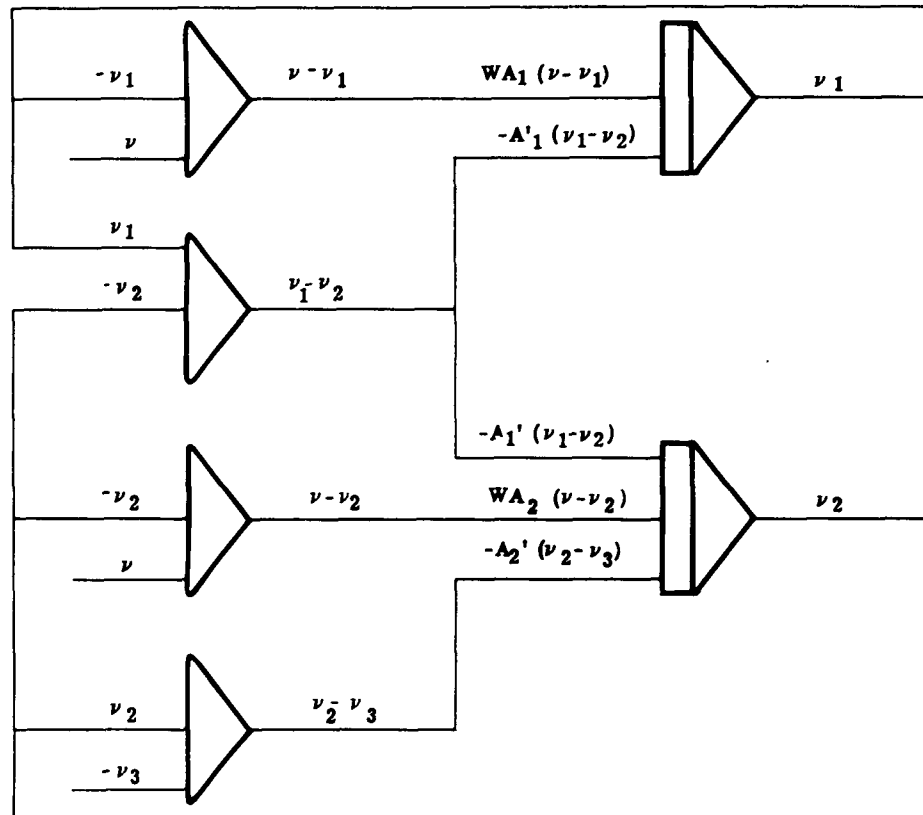 -ν₁ ν-ν₁ WA₁ (ν-ν₁) ν₁
ν -A'₁ (ν₁-ν₂)
ν₁
-ν₂ ν₁-ν₂
-A₁' (ν₁-ν₂)
-ν₂ ν-ν₂ WA₂ (ν-ν₂) ν₂
ν -A₂' (ν₂-ν₃)
ν₂ ν₂-ν₃
-ν₃